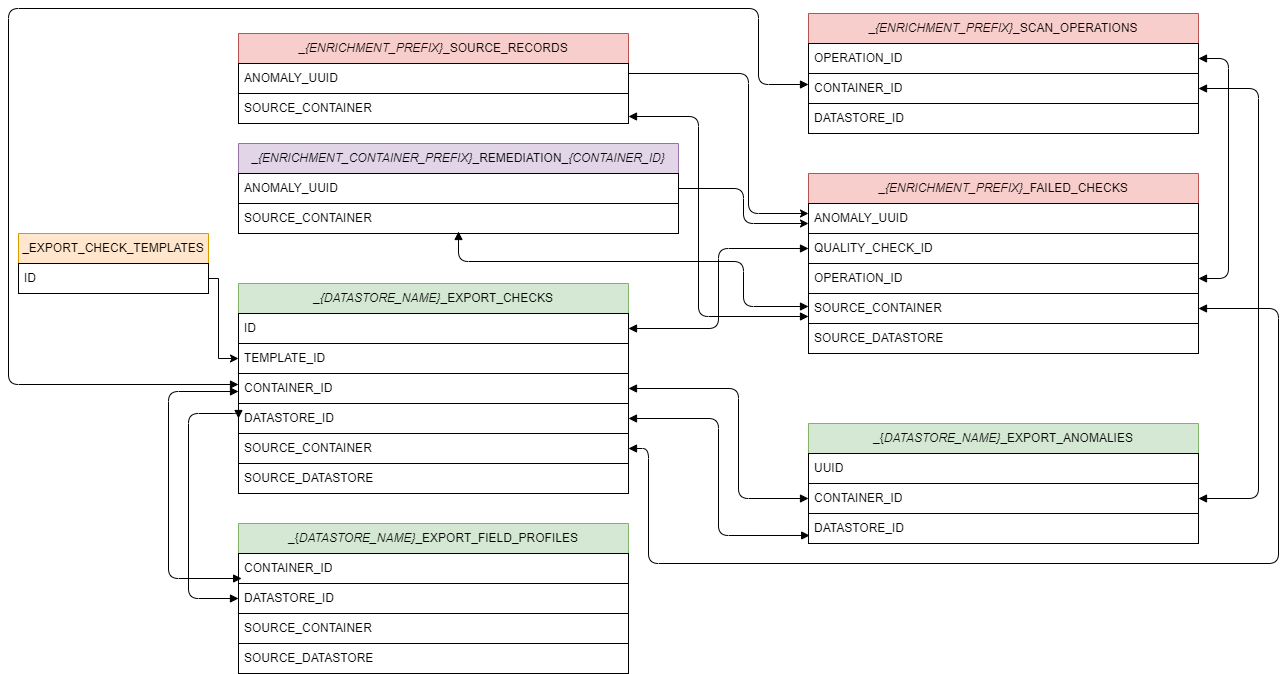 _{ENRICHMENT_PREFIX}_SOURCE_RECORDS
ANOMALY_UUID
SOURCE_CONTAINER
_{ENRICHMENT_CONTAINER_PREFIX}_REMEDIATION_{CONTAINER_ID}
ANOMALY_UUID
SOURCE_CONTAINER
_EXPORT_CHECK_TEMPLATES
ID
_{DATASTORE_NAME}_EXPORT_CHECKS
ID
TEMPLATE_ID
CONTAINER_ID
DATASTORE_ID
SOURCE_CONTAINER
SOURCE_DATASTORE
_{DATASTORE_NAME}_EXPORT_FIELD_PROFILES
CONTAINER_ID
DATASTORE_ID
SOURCE_CONTAINER
SOURCE_DATASTORE
_{ENRICHMENT_PREFIX}_SCAN_OPERATIONS
OPERATION_ID
CONTAINER_ID
DATASTORE_ID
_{ENRICHMENT_PREFIX}_FAILED_CHECKS
ANOMALY_UUID
QUALITY_CHECK_ID
OPERATION_ID
SOURCE_CONTAINER
SOURCE_DATASTORE
_{DATASTORE_NAME}_EXPORT_ANOMALIES
UUID
CONTAINER_ID
DATASTORE_ID